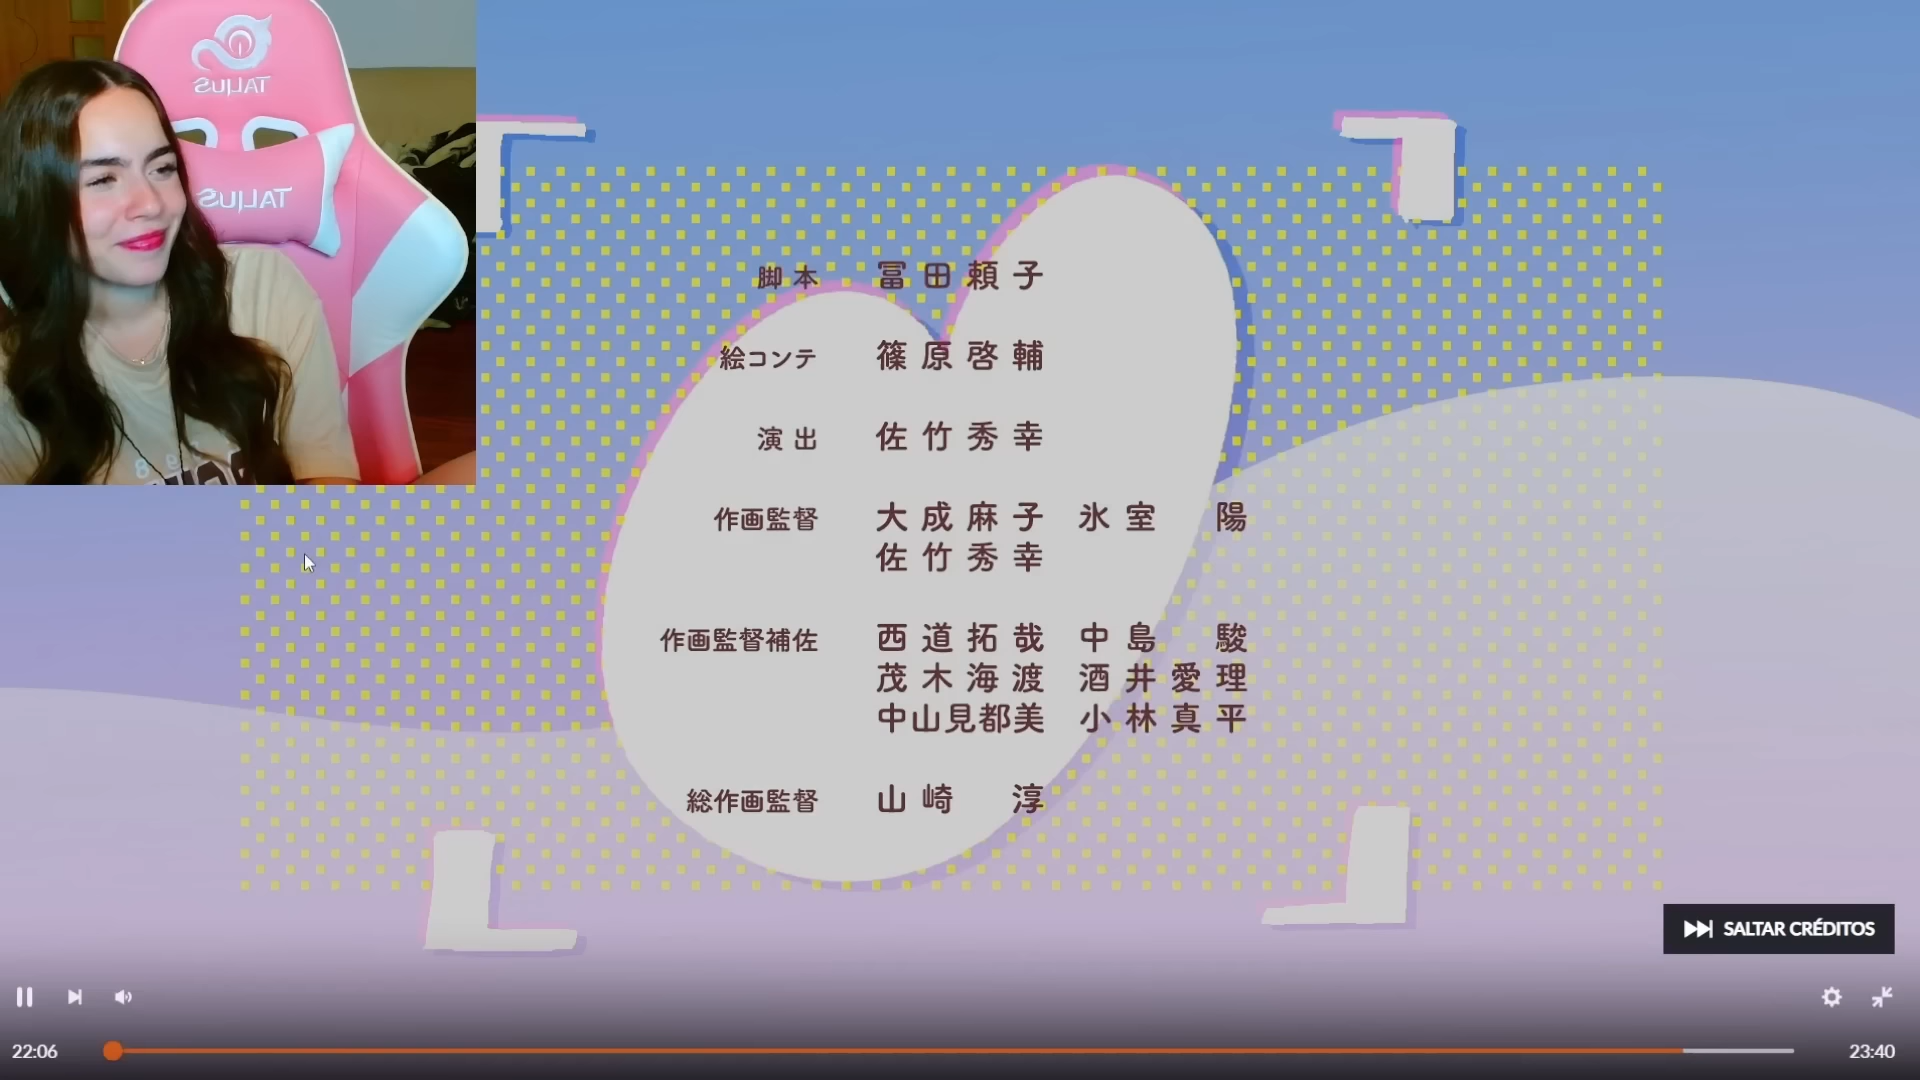 TALIUS
TALIUS
脚本 冨田頼子
絵コンテ 篠原啓輔
演出 佐竹秀幸
作画監督 大成麻子 氷室 陽
佐竹秀幸
作画監督補佐 西道拓哉 中島 駿
茂木海渡 酒井愛理
中山見都美 小林真平
総作画監督 山崎 淳
SALTAR CRÉDITOS
22:06
23:40